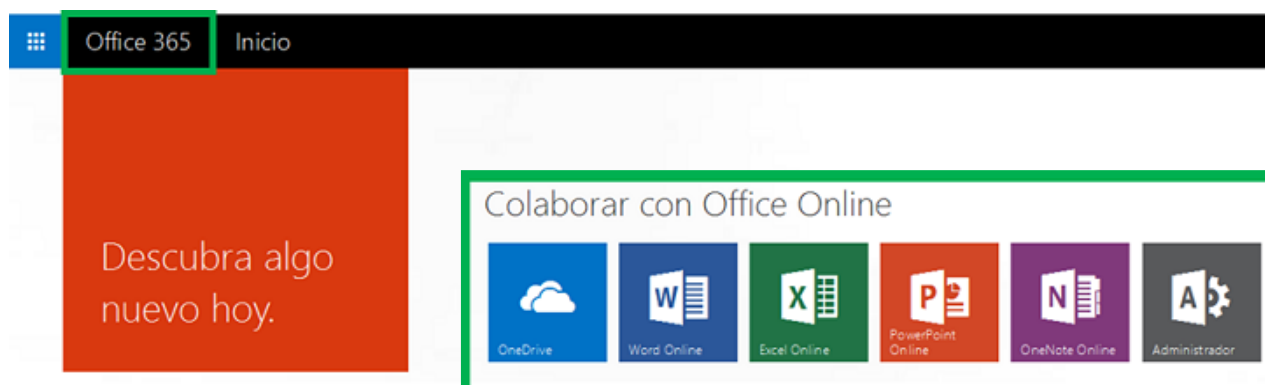 Office 365 Inicio
Descubra algo
nuevo hoy.
Colaborar con Office Online
OneDrive
Word Online
Excel Online
PowerPoint
Online
OneNote Online
Administrador